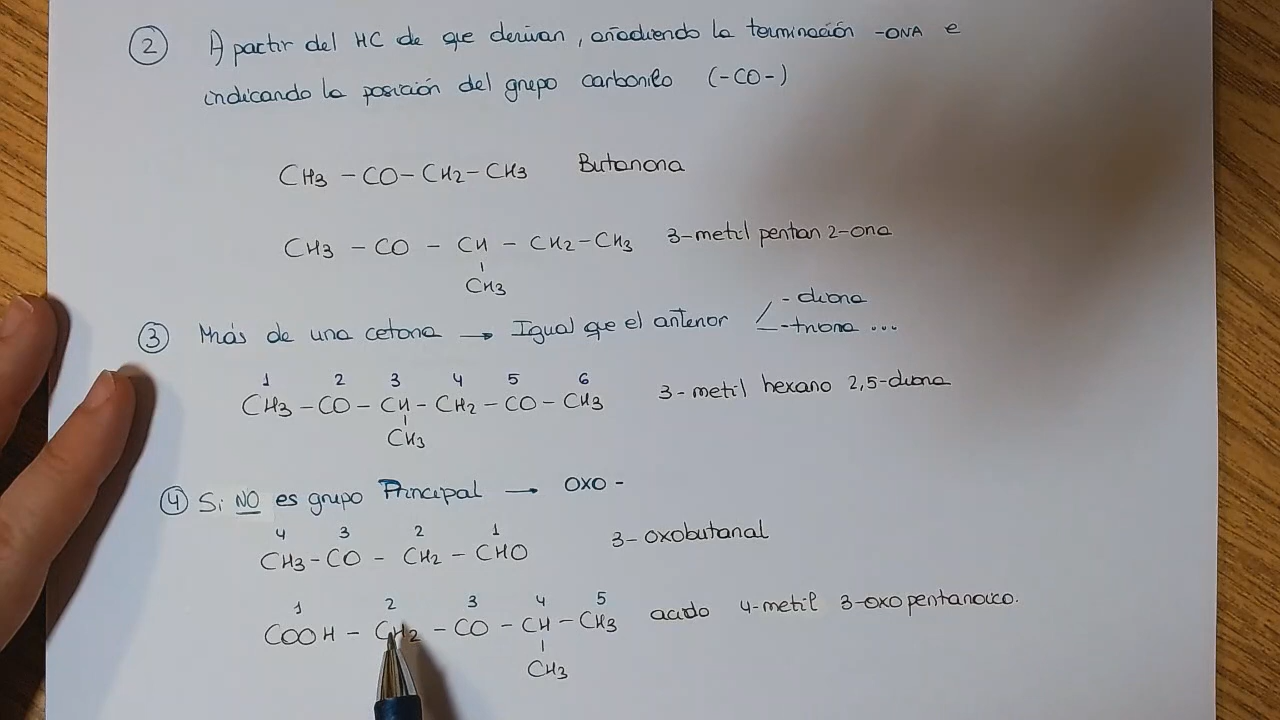 2 A partir del HC de que derivan, añadiendo la terminación -ONA e
indicando la posición del grupo carbonilo (-CO-)
CH3 - CO - CH2 - CH3 Butanona
CH3 - CO - CH - CH2 - CH3 3-metil pentan 2-ona
CH3
- diona
3 Más de una cetona → Igual que el anterior - triona ...
1 2 3 4 5 6
CH3 - CO - CH - CH2 - CO - CH3 3-metil hexano 2,5-diona
CH3
4 Si NO es grupo Principal → oxo -
4 3 2 1
CH3 - CO - CH2 - CHO 3-oxobutanal
1 2 3 4 5
COOH - CH2 - CO - CH - CH3 acido 4-metil 3-oxopentanoico.
CH3